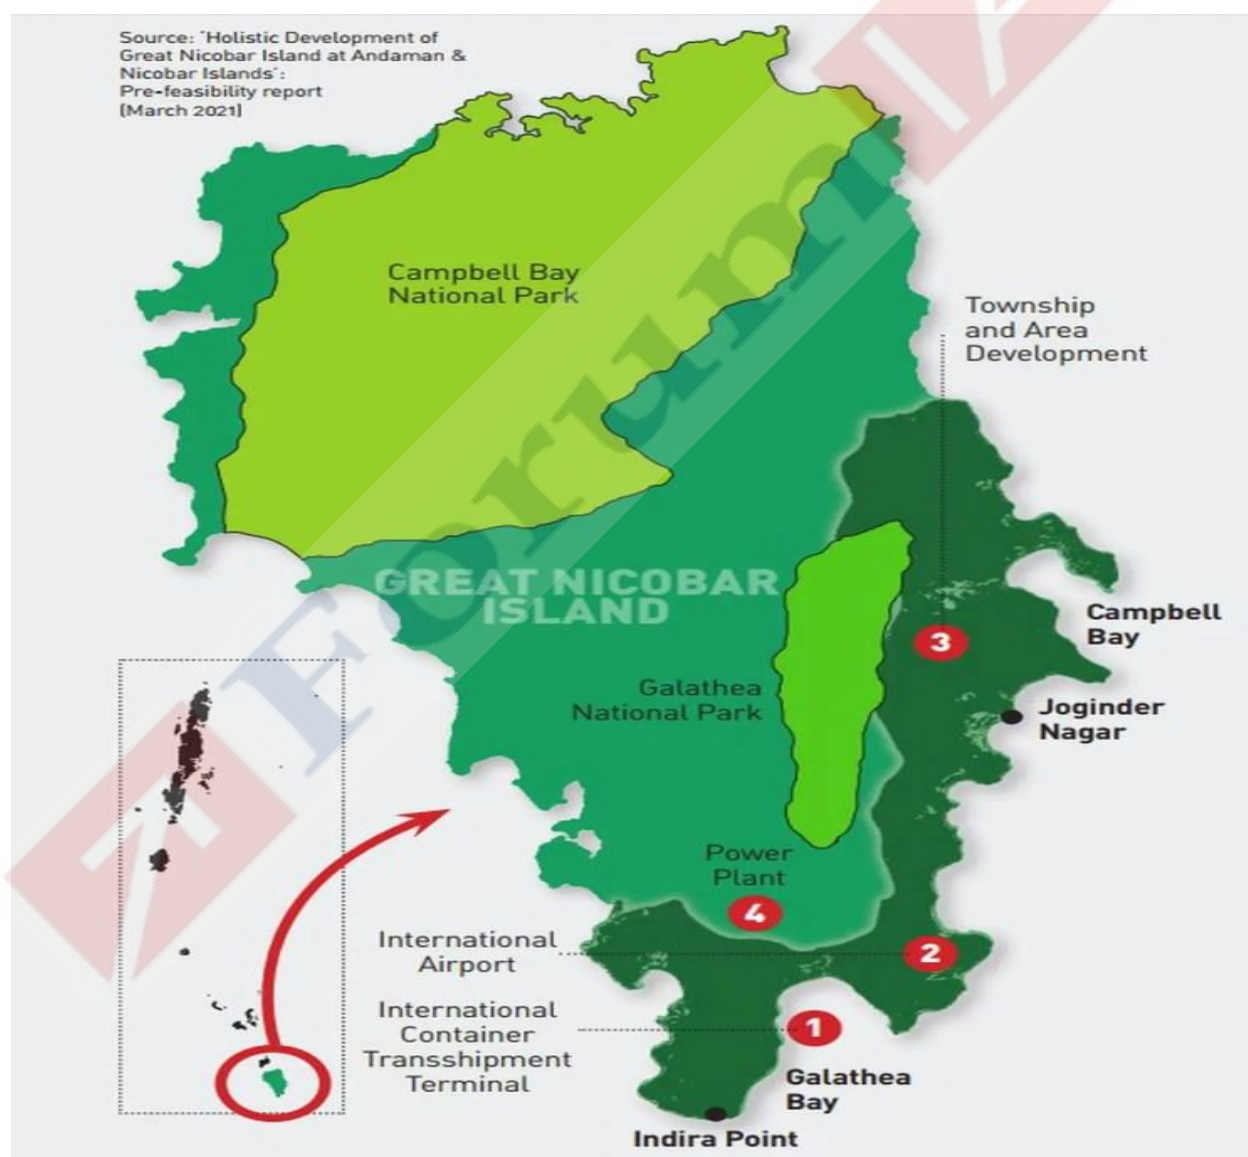 Source: 'Holistic Development of
Great Nicobar Island at Andaman &
Nicobar Islands':
Pre-feasibility report
(March 2021)
Campbell Bay
National Park
Township
and Area
Development
GREAT NICOBAR
ISLAND
3
Campbell
Bay
Galathea
National Park
Joginder
Nagar
Power
Plant
4
International
Airport
2
International
Container
Transshipment
Terminal
1
Galathea
Bay
Indira Point
ForumIA